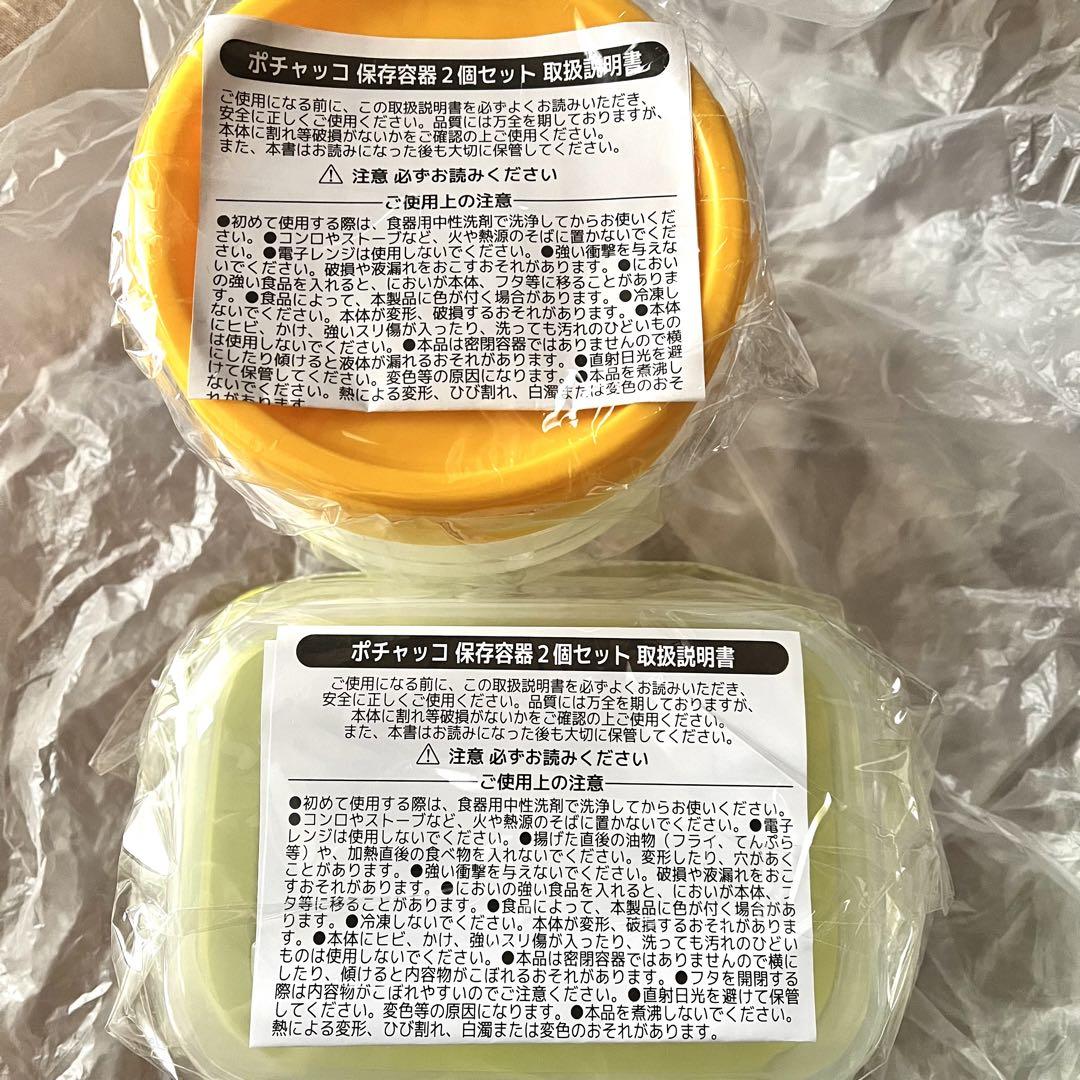 ポチャッコ 保存容器２個セット 取扱説明書
ご使用になる前に、この取扱説明書を必ずよくお読みいただき、
安全に正しくご使用ください。品質には万全を期しておりますが、
本体に割れ等破損がないかをご確認の上ご使用ください。
また、本書はお読みになった後も大切に保管してください。
⚠ 注意 必ずお読みください
ご使用上の注意
●初めて使用する際は、食器用中性洗剤で洗浄してからお使いくだ
さい。●コンロやストーブなど、火や熱源のそばに置かないでくだ
さい。●電子レンジは使用しないでください。●強い衝撃を与えな
いでください。破損や液漏れをおこすおそれがあります。●におい
の強い食品を入れると、においが本体、フタ等に移ることがありま
す。●食品によって、本製品に色が付く場合があります。●冷凍し
ないでください。本体が変形、破損するおそれがあります。●本体
にヒビ、かけ、強いスリ傷が入ったり、洗っても汚れのひどいもの
は使用しないでください。●本品は密閉容器ではありませんので横
にしたり傾けると液体が漏れるおそれがあります。●直射日光を避
けて保管してください。変色等の原因になります。●本品を煮沸し
ないでください。熱による変形、ひび割れ、白濁または変色のおそ
れがあります。
ポチャッコ 保存容器２個セット 取扱説明書
ご使用になる前に、この取扱説明書を必ずよくお読みいただき、
安全に正しくご使用ください。品質には万全を期しておりますが、
本体に割れ等破損がないかをご確認の上ご使用ください。
また、本書はお読みになった後も大切に保管してください。
⚠ 注意 必ずお読みください
ご使用上の注意
●初めて使用する際は、食器用中性洗剤で洗浄してからお使いください。
●コンロやストーブなど、火や熱源のそばに置かないでください。●電子
レンジは使用しないでください。●揚げた直後の油物（フライ、てんぷら
等）や、加熱直後の食べ物を入れないでください。変形したり、穴があく
ことがあります。●強い衝撃を与えないでください。破損や液漏れをおこ
すおそれがあります。●においの強い食品を入れると、においが本体、フ
タ等に移ることがあります。●食品によって、本製品に色が付く場合があ
ります。●冷凍しないでください。本体が変形、破損するおそれがありま
す。●本体にヒビ、かけ、強いスリ傷が入ったり、洗っても汚れのひどい
ものは使用しないでください。●本品は密閉容器ではありませんので横に
したり、傾けると内容物がこぼれるおそれがあります。●フタを開閉する
際は内容物がこぼれやすいのでご注意ください。●直射日光を避けて保管
してください。変色等の原因になります。●本品を煮沸しないでください。
熱による変形、ひび割れ、白濁または変色のおそれがあります。